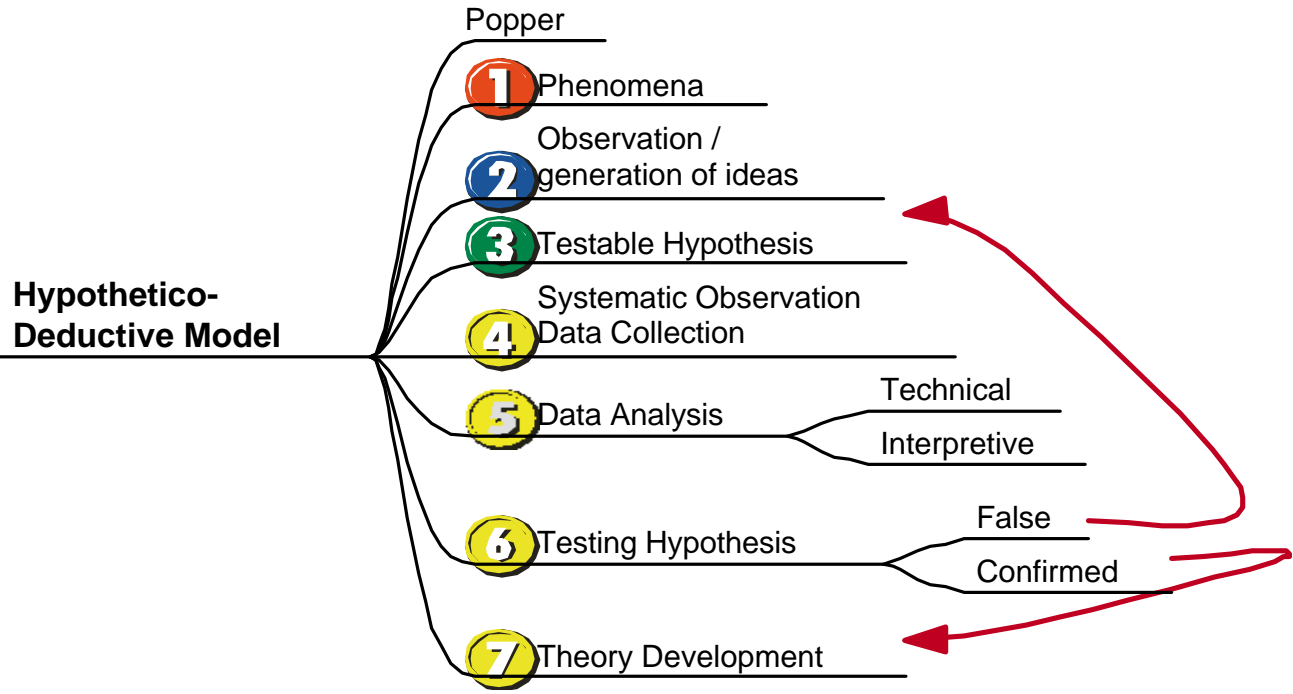 Popper
1 Phenomena
Observation /
2 generation of ideas
3 Testable Hypothesis
Hypothetico-
Deductive Model
Systematic Observation
4 Data Collection
5 Data Analysis
Technical
Interpretive
6 Testing Hypothesis
False
Confirmed
7 Theory Development